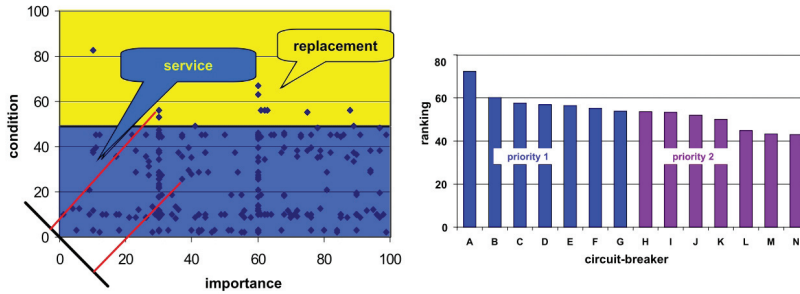 100
80
60
40
20
0
condition
service
replacement
0
20
40
60
80
100
importance
80
60
40
20
0
ranking
priority 1
priority 2
A B C D E F G H I J K L M N
circuit-breaker